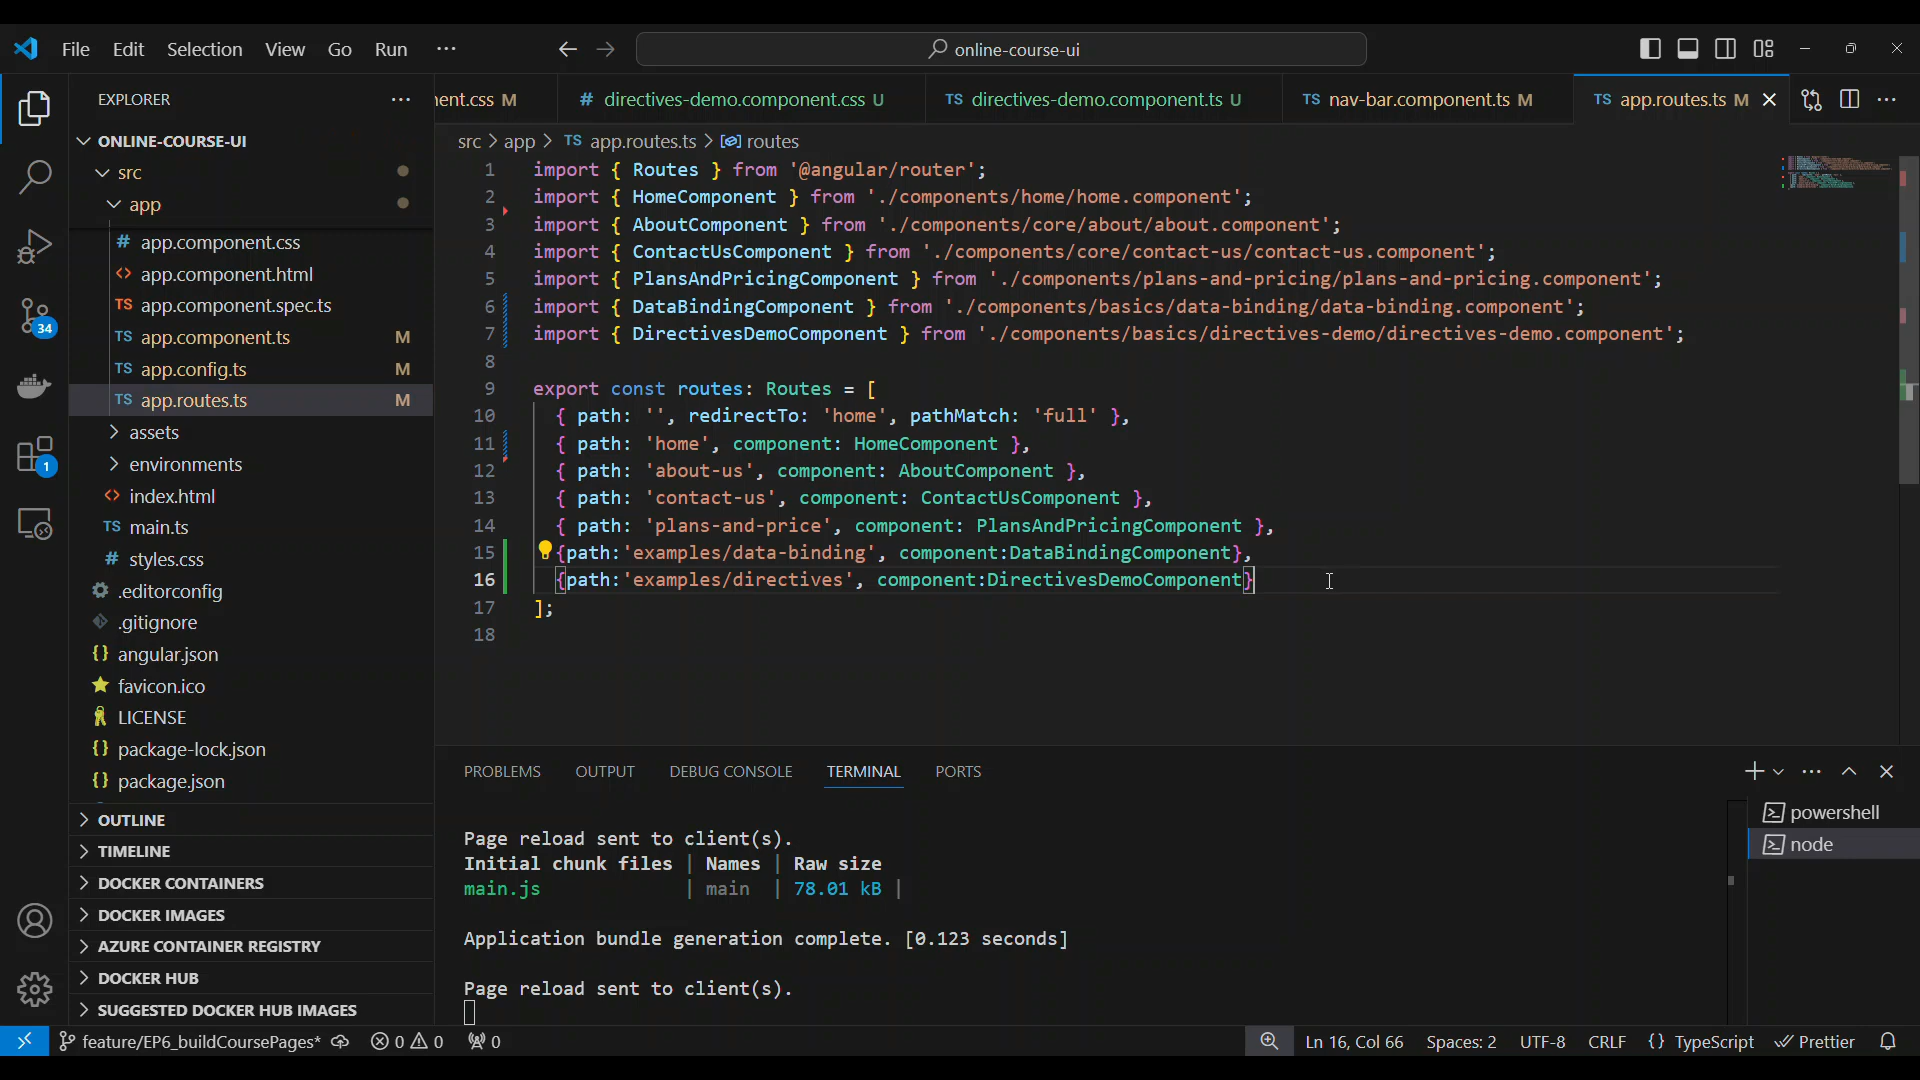 File Edit Selection View Go Run ···
online-course-ui
EXPLORER
ONLINE-COURSE-UI
src
app
# app.component.css
<> app.component.html
TS app.component.spec.ts
TS app.component.ts M
TS app.config.ts M
TS app.routes.ts M
assets
environments
<> index.html
TS main.ts
# styles.css
.editorconfig
.gitignore
{} angular.json
favicon.ico
LICENSE
{} package-lock.json
{} package.json
OUTLINE
TIMELINE
DOCKER CONTAINERS
DOCKER IMAGES
AZURE CONTAINER REGISTRY
DOCKER HUB
SUGGESTED DOCKER HUB IMAGES
34
1
nent.css M
# directives-demo.component.css U
TS directives-demo.component.ts U
TS nav-bar.component.ts M
TS app.routes.ts M
src > app > TS app.routes.ts > routes
1 import { Routes } from '@angular/router';
2 import { HomeComponent } from './components/home/home.component';
3 import { AboutComponent } from './components/core/about/about.component';
4 import { ContactUsComponent } from './components/core/contact-us/contact-us.component';
5 import { PlansAndPricingComponent } from './components/plans-and-pricing/plans-and-pricing.component';
6 import { DataBindingComponent } from './components/basics/data-binding/data-binding.component';
7 import { DirectivesDemoComponent } from './components/basics/directives-demo/directives-demo.component';
8
9 export const routes: Routes = [
10 { path: '', redirectTo: 'home', pathMatch: 'full' },
11 { path: 'home', component: HomeComponent },
12 { path: 'about-us', component: AboutComponent },
13 { path: 'contact-us', component: ContactUsComponent },
14 { path: 'plans-and-price', component: PlansAndPricingComponent },
15 {path:'examples/data-binding', component:DataBindingComponent},
16 {path:'examples/directives', component:DirectivesDemoComponent}
17 ];
18
PROBLEMS OUTPUT DEBUG CONSOLE TERMINAL PORTS
Page reload sent to client(s).
Initial chunk files | Names | Raw size
main.js | main | 78.01 kB |
Application bundle generation complete. [0.123 seconds]
Page reload sent to client(s).
powershell
node
feature/EP6_buildCoursePages* 0 0 0
Ln 16, Col 66 Spaces: 2 UTF-8 CRLF {} TypeScript Prettier